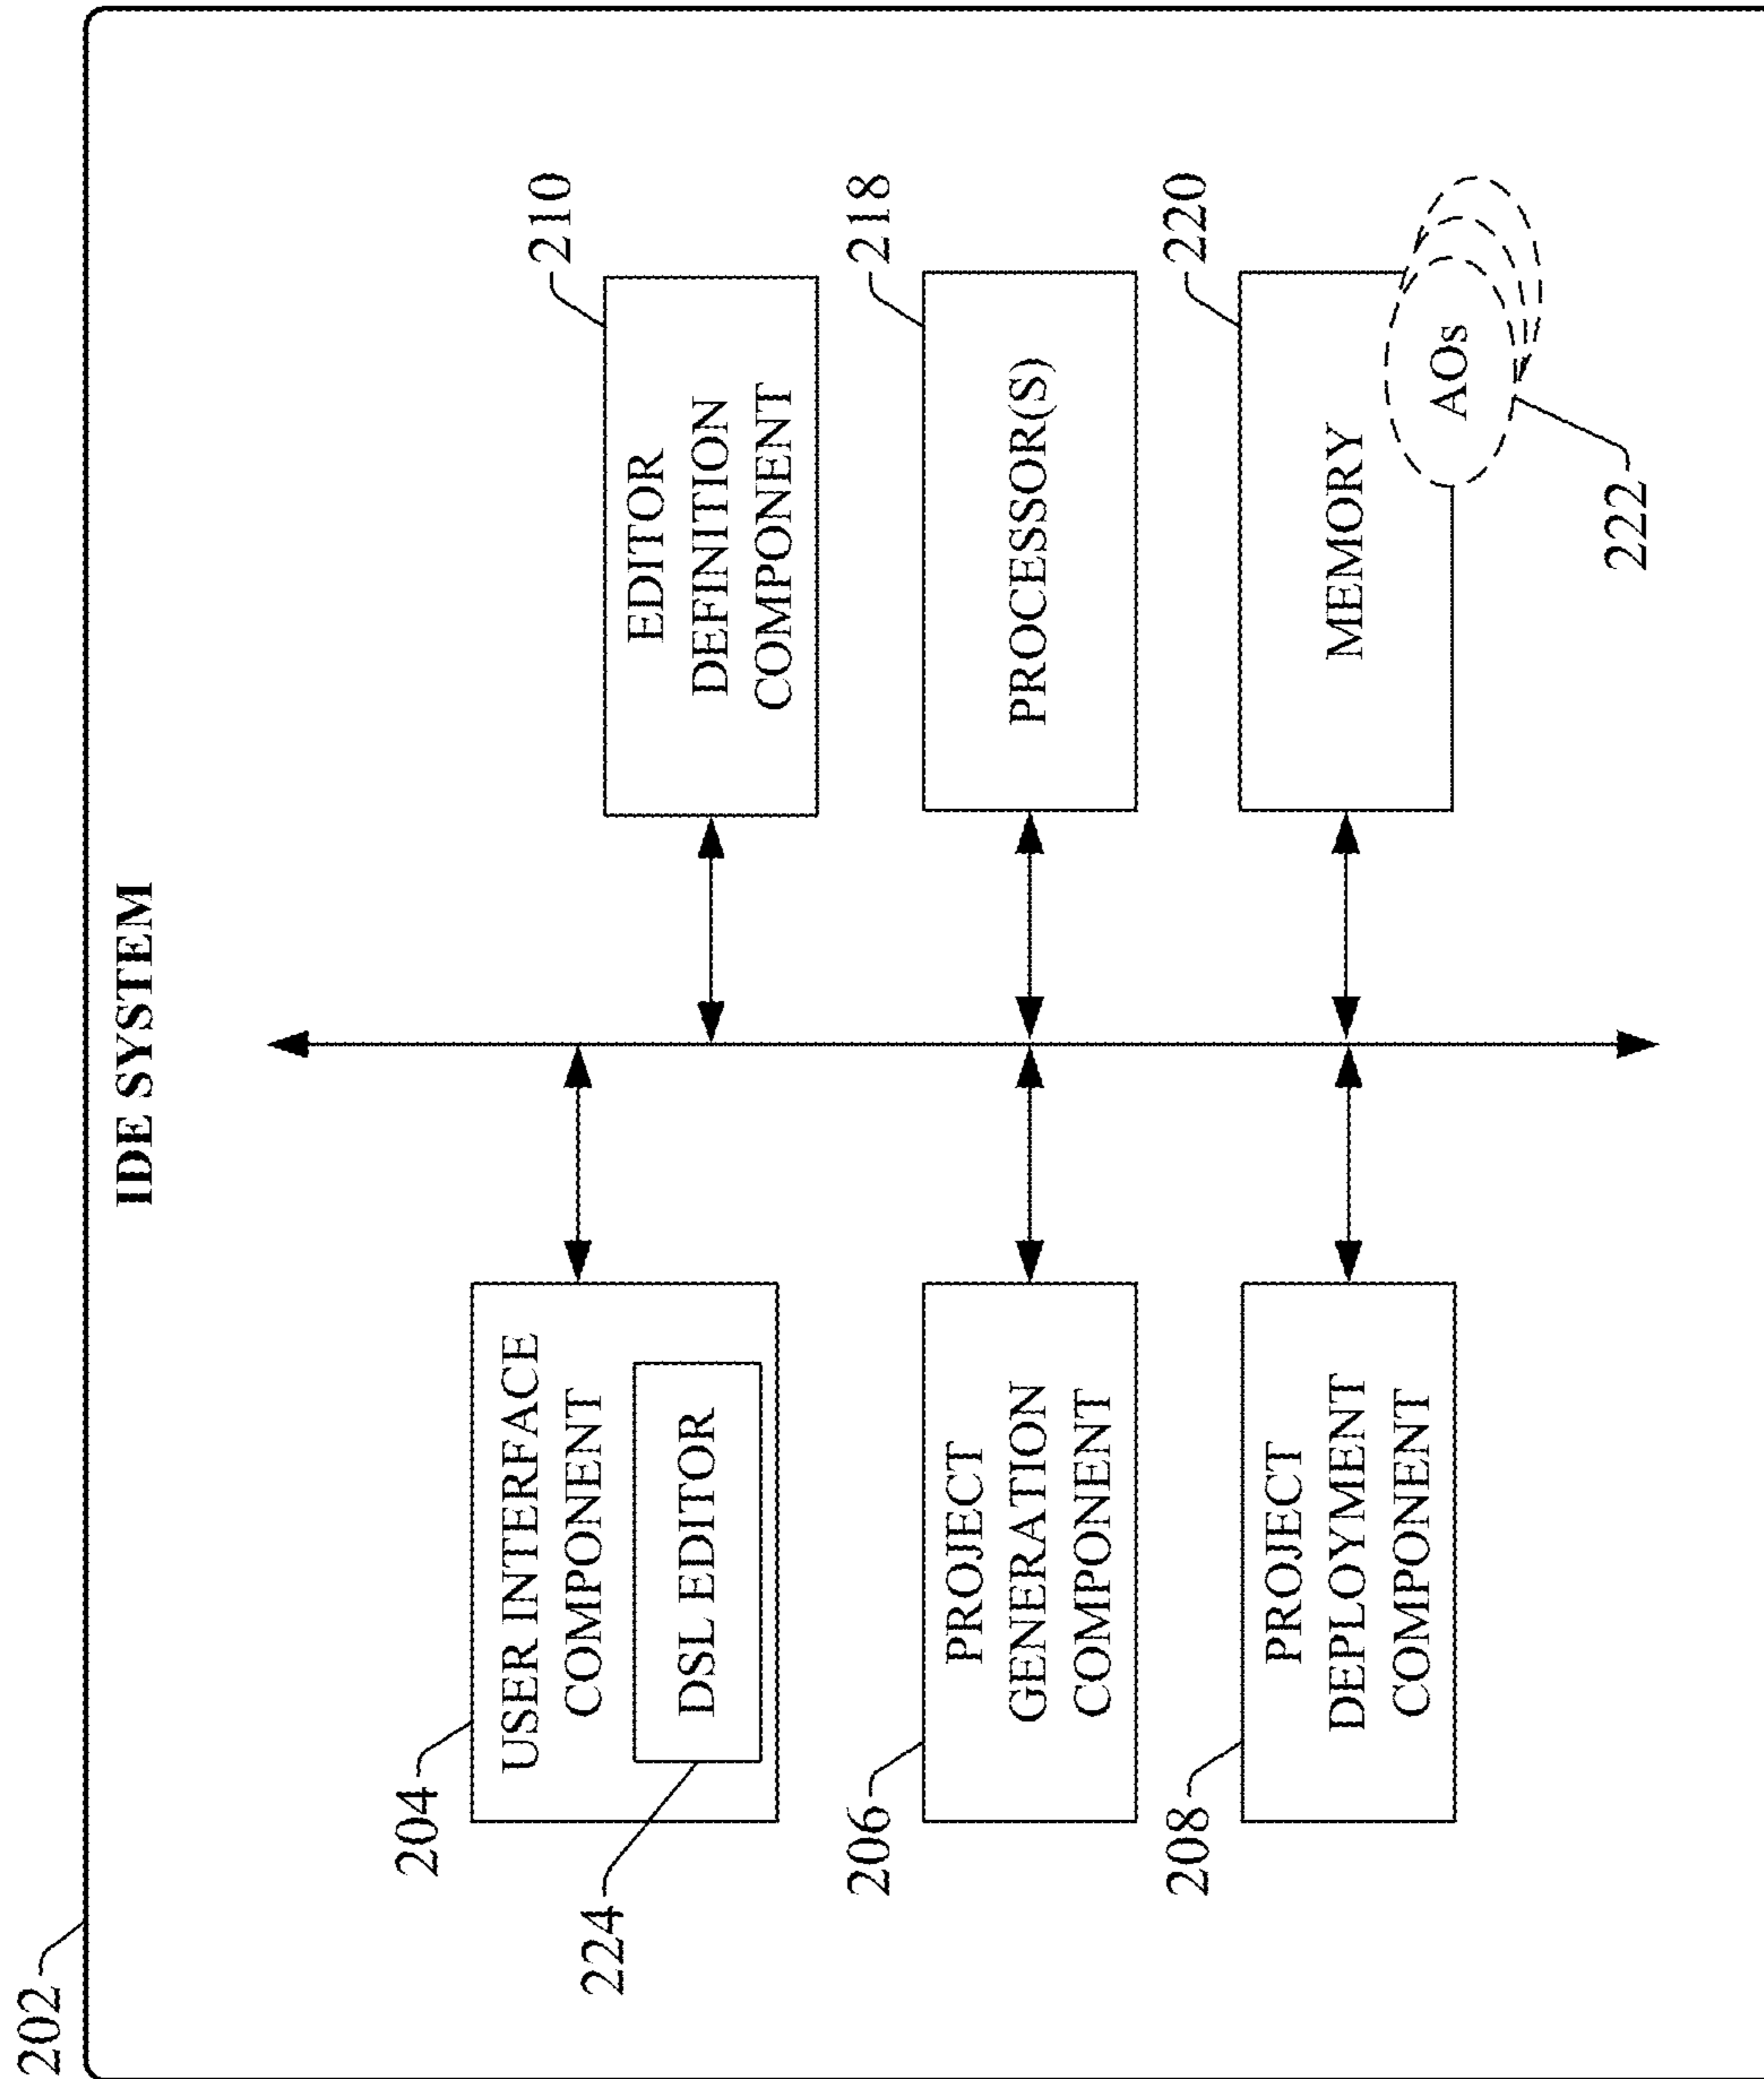 202
IDE SYSTEM
204
USER INTERFACE
COMPONENT
224
DSL EDITOR
206
PROJECT
GENERATION
COMPONENT
208
PROJECT
DEPLOYMENT
COMPONENT
210
EDITOR
DEFINITION
COMPONENT
218
PROCESSOR(S)
220
MEMORY
AOs
222